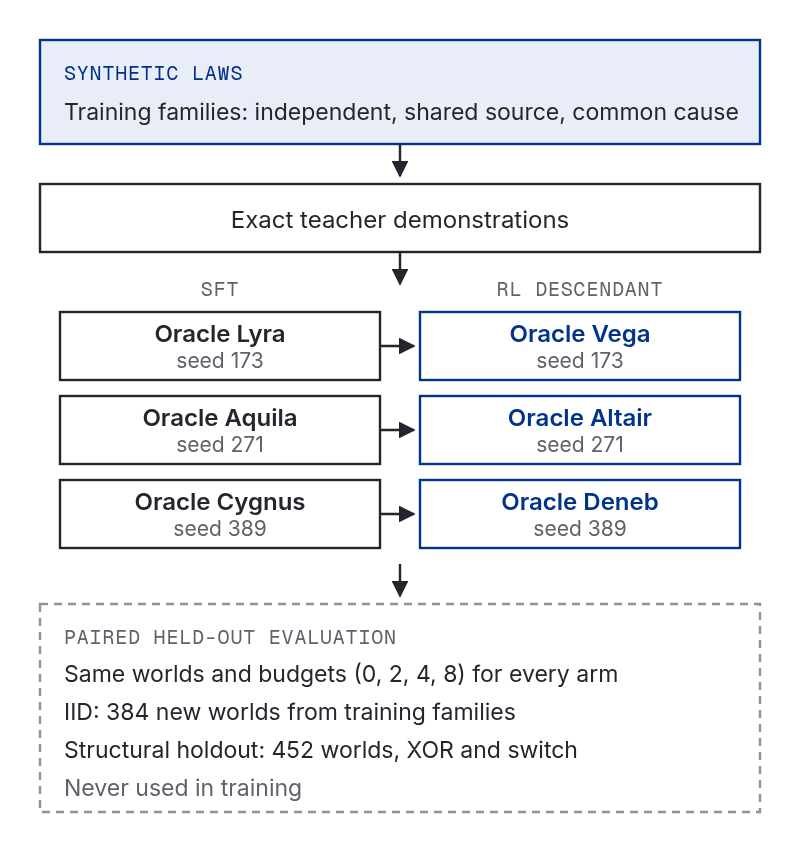 SYNTHETIC LAWS
Training families: independent, shared source, common cause
Exact teacher demonstrations
SFT
RL DESCENDANT
Oracle Lyra
seed 173
Oracle Vega
seed 173
Oracle Aquila
seed 271
Oracle Altair
seed 271
Oracle Cygnus
seed 389
Oracle Deneb
seed 389
PAIRED HELD-OUT EVALUATION
Same worlds and budgets (0, 2, 4, 8) for every arm
IID: 384 new worlds from training families
Structural holdout: 452 worlds, XOR and switch
Never used in training